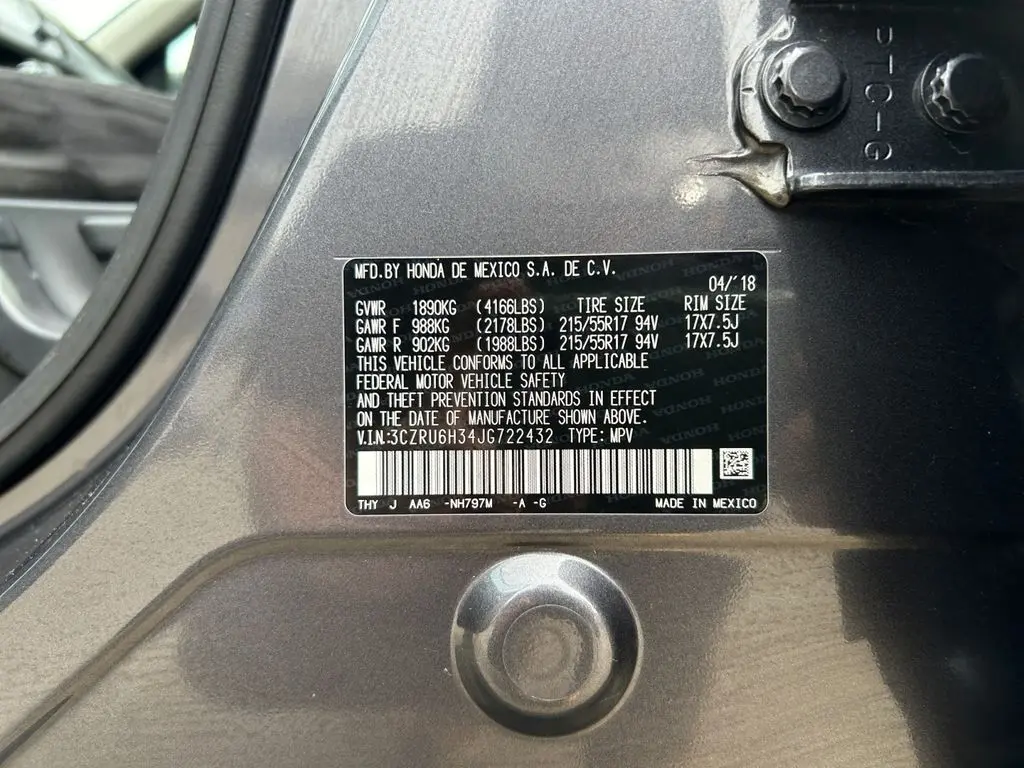 DTC-G
MFD.BY HONDA DE MEXICO S.A. DE C.V.
04/'18
GVWR 1890KG (4166LBS) TIRE SIZE RIM SIZE
GAWR F 988KG (2178LBS) 215/55R17 94V 17X7.5J
GAWR R 902KG (1988LBS) 215/55R17 94V 17X7.5J
THIS VEHICLE CONFORMS TO ALL APPLICABLE
FEDERAL MOTOR VEHICLE SAFETY
AND THEFT PREVENTION STANDARDS IN EFFECT
ON THE DATE OF MANUFACTURE SHOWN ABOVE.
V.I.N.:3CZRU6H34JG722432 TYPE: MPV
THY J AA6 -NH797M -A -G MADE IN MEXICO